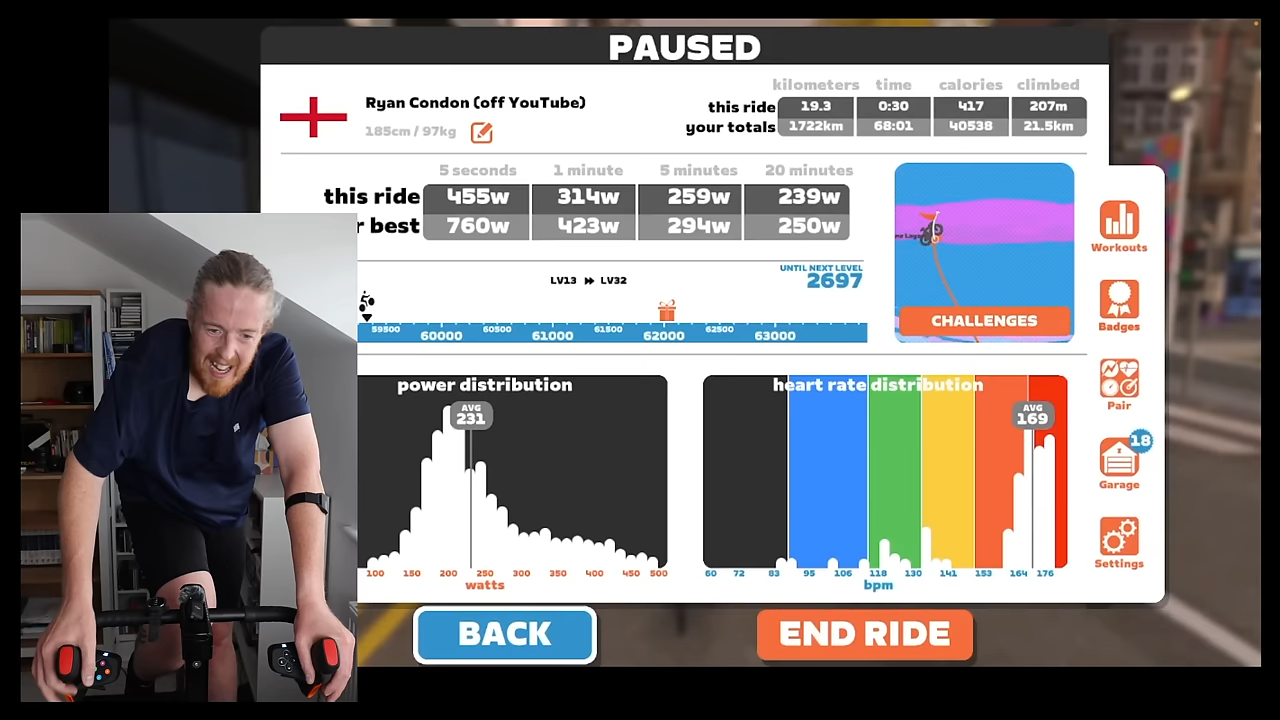 PAUSED
Ryan Condon (off YouTube)
185cm / 97kg
kilometers time calories climbed
this ride 19.3 0:30 417 207m
your totals 1722km 68:01 40538 21.5km
5 seconds 1 minute 5 minutes 20 minutes
this ride 455w 314w 259w 239w
r best 760w 423w 294w 250w
CHALLENGES
Workouts
Badges
Pair
18
Garage
Settings
LV13 LV32
UNTIL NEXT LEVEL
2697
59500 60000 60500 61000 61500 62000 62500 63000
power distribution
AVG
231
100 150 200 250 300 350 400 450 500
watts
heart rate distribution
AVG
169
60 72 83 95 106 118 130 141 153 164 176
bpm
BACK
END RIDE